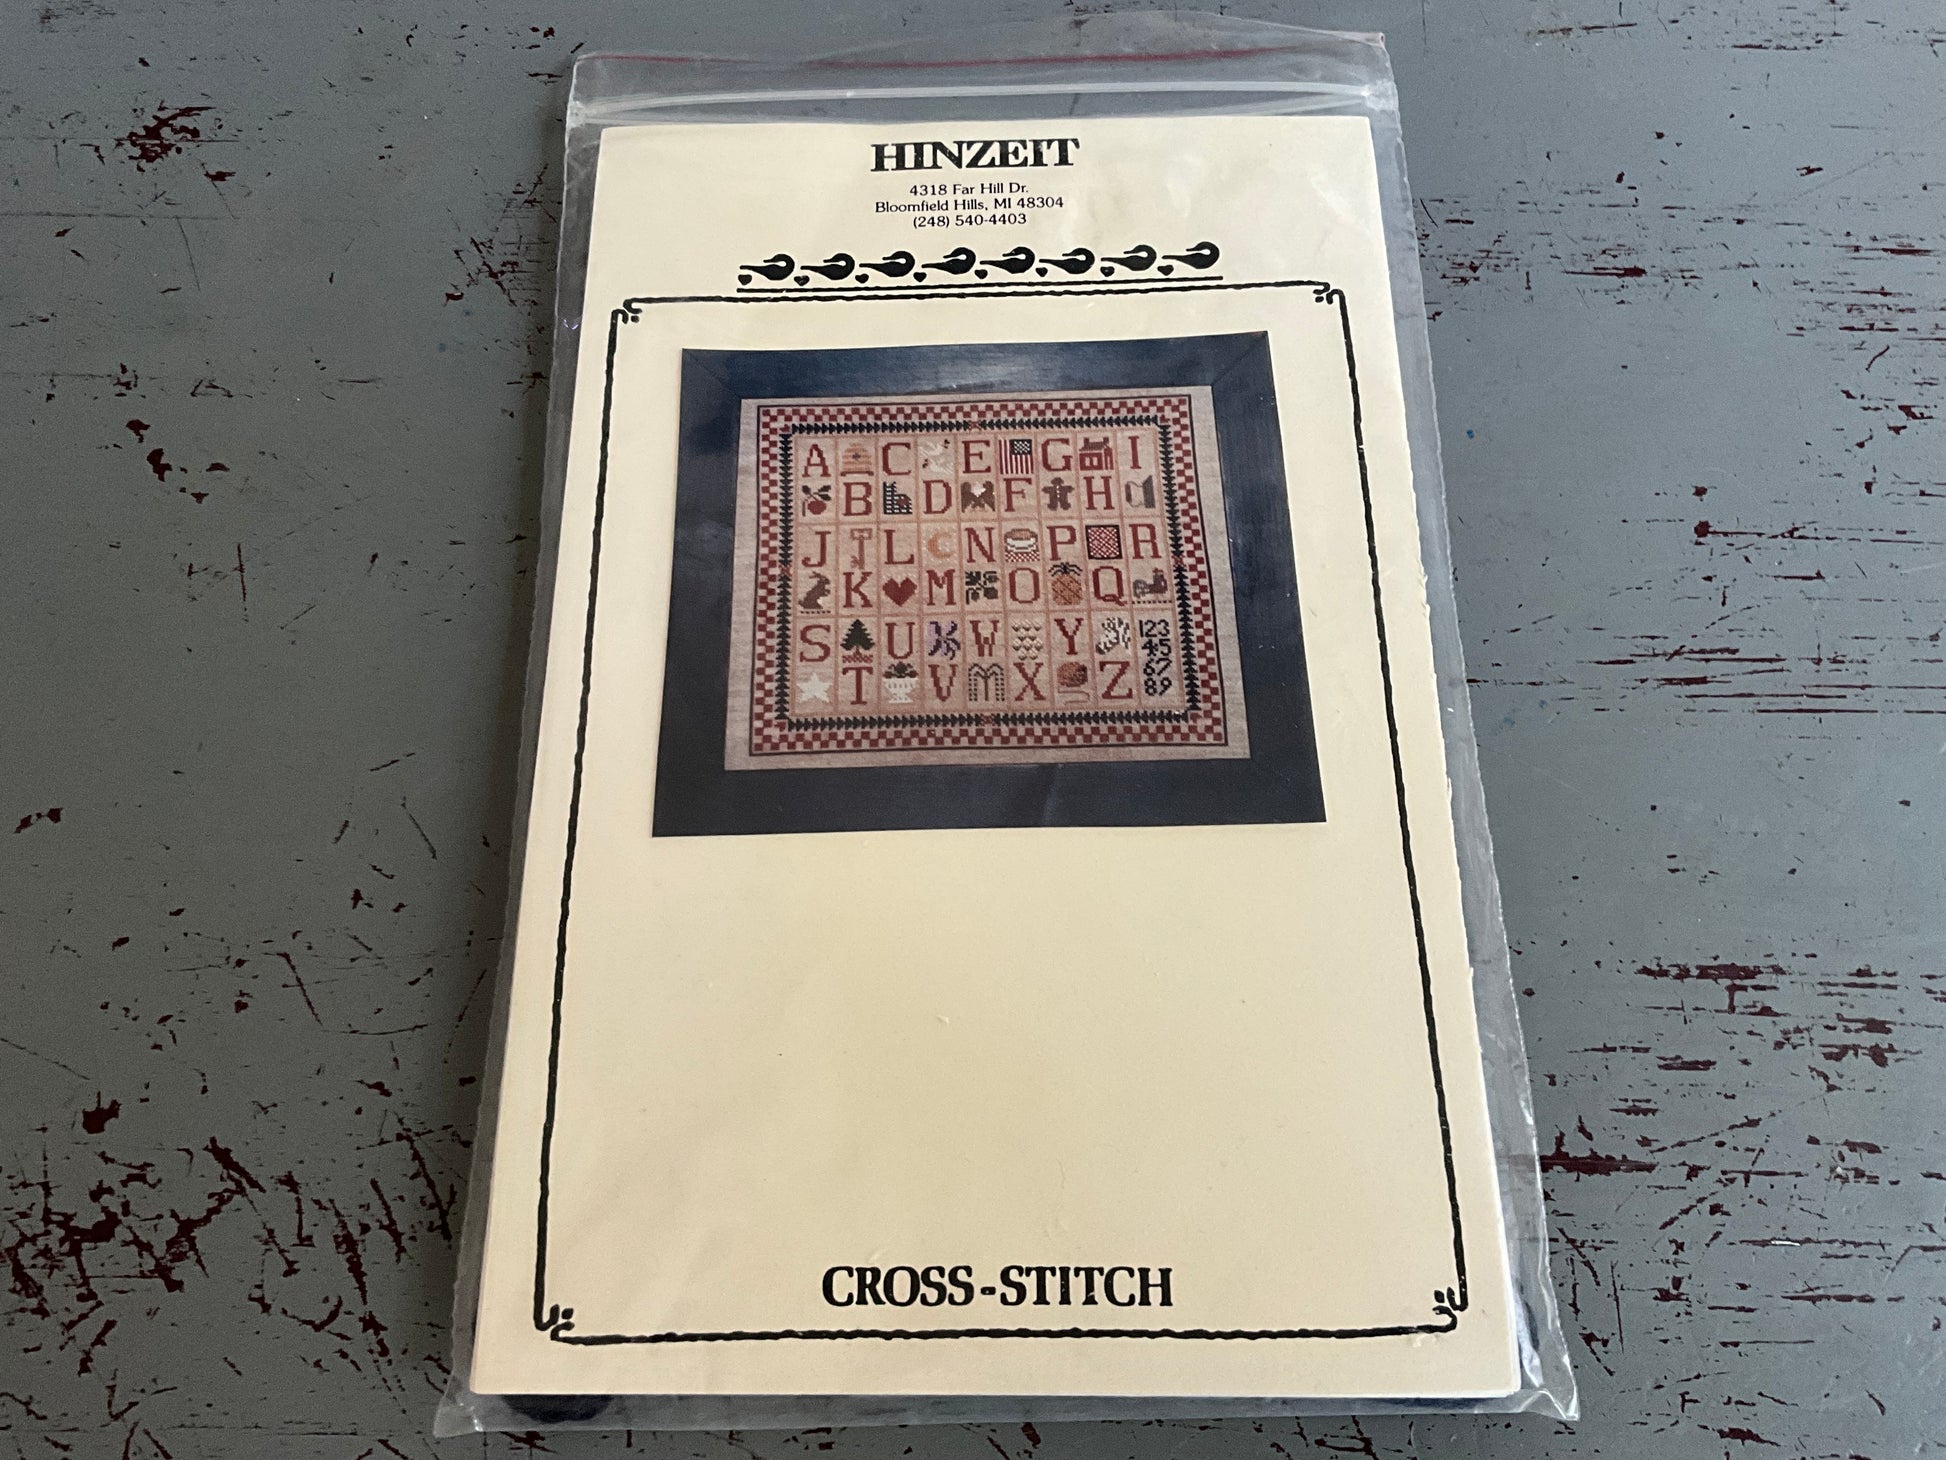 HINZEIT
4318 Far Hill Dr.
Bloomfield Hills, MI 48304
(248) 540-4403
A C E G I
B D F H
J L N P R
K M O Q
S U W Y 123
45
T V X Z 67
89
CROSS-STITCH